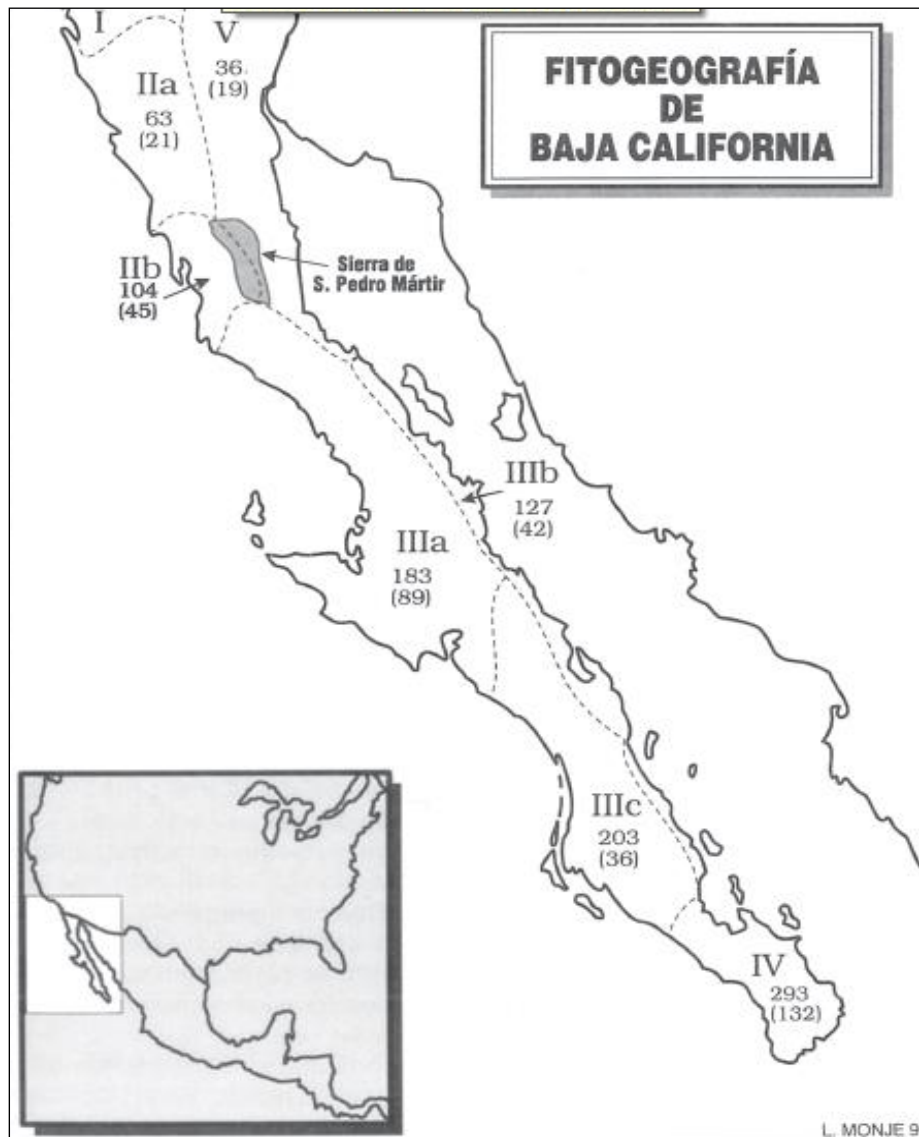 FITOGEOGRAFÍA
DE
BAJA CALIFORNIA
I
V
36
(19)
IIa
63
(21)
Sierra de
S. Pedro Mártir
IIb
104
(45)
IIIb
127
(42)
IIIa
183
(89)
IIIc
203
(36)
IV
293
(132)
L. MONJE 9